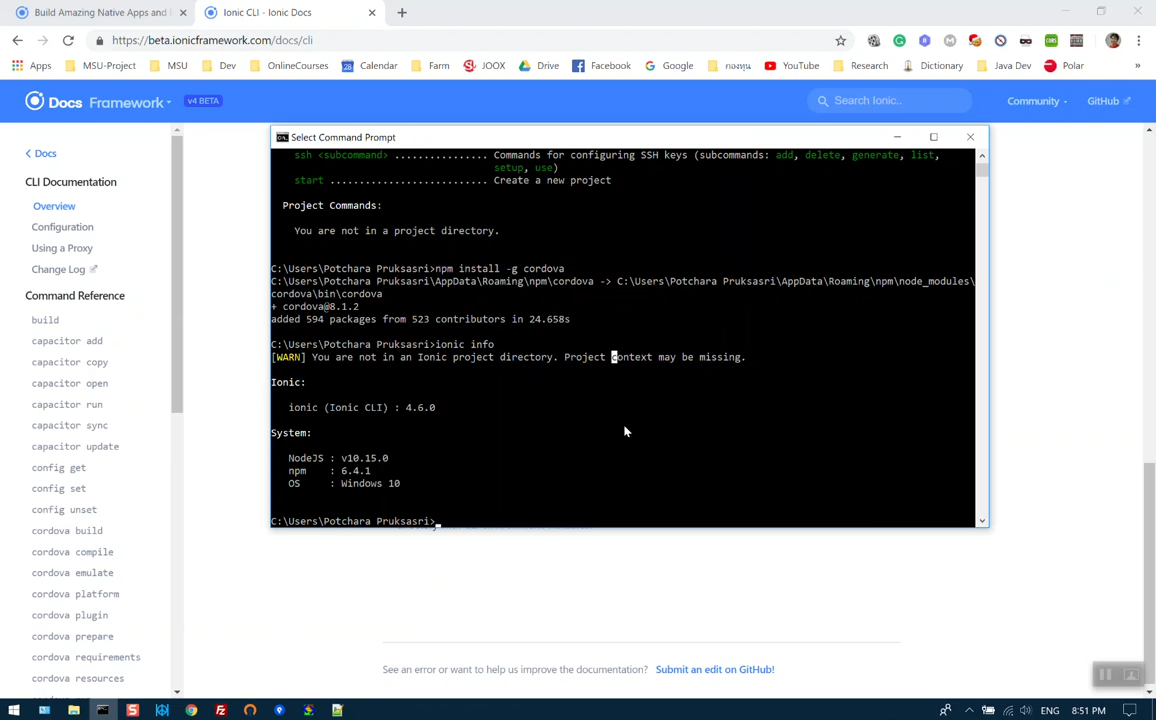 Build Amazing Native Apps and
Ionic CLI - Ionic Docs
https://beta.ionicframework.com/docs/cli
Apps
MSU-Project
MSU
Dev
OnlineCourses
Calendar
Farm
JOOX
Drive
Facebook
Google
กองทุน
YouTube
Research
Dictionary
Java Dev
Polar
»
Docs Framework
v4 BETA
Search Ionic..
Community
GitHub
Docs
CLI Documentation
Overview
Configuration
Using a Proxy
Change Log
Command Reference
build
capacitor add
capacitor copy
capacitor open
capacitor run
capacitor sync
capacitor update
config get
config set
config unset
cordova build
cordova compile
cordova emulate
cordova platform
cordova plugin
cordova prepare
cordova requirements
cordova resources
Select Command Prompt
ssh <subcommand> ................ Commands for configuring SSH keys (subcommands: add, delete, generate, list,
setup, use)
start ........................... Create a new project
Project Commands:
You are not in a project directory.
C:\Users\Potchara Pruksasri>npm install -g cordova
C:\Users\Potchara Pruksasri\AppData\Roaming\npm\cordova -> C:\Users\Potchara Pruksasri\AppData\Roaming\npm\node_modules\
cordova\bin\cordova
+ cordova@8.1.2
added 594 packages from 523 contributors in 24.658s
C:\Users\Potchara Pruksasri>ionic info
[WARN] You are not in an Ionic project directory. Project context may be missing.
Ionic:
ionic (Ionic CLI) : 4.6.0
System:
NodeJS : v10.15.0
npm : 6.4.1
OS : Windows 10
C:\Users\Potchara Pruksasri>
See an error or want to help us improve the documentation? Submit an edit on GitHub!
ENG
8:51 PM